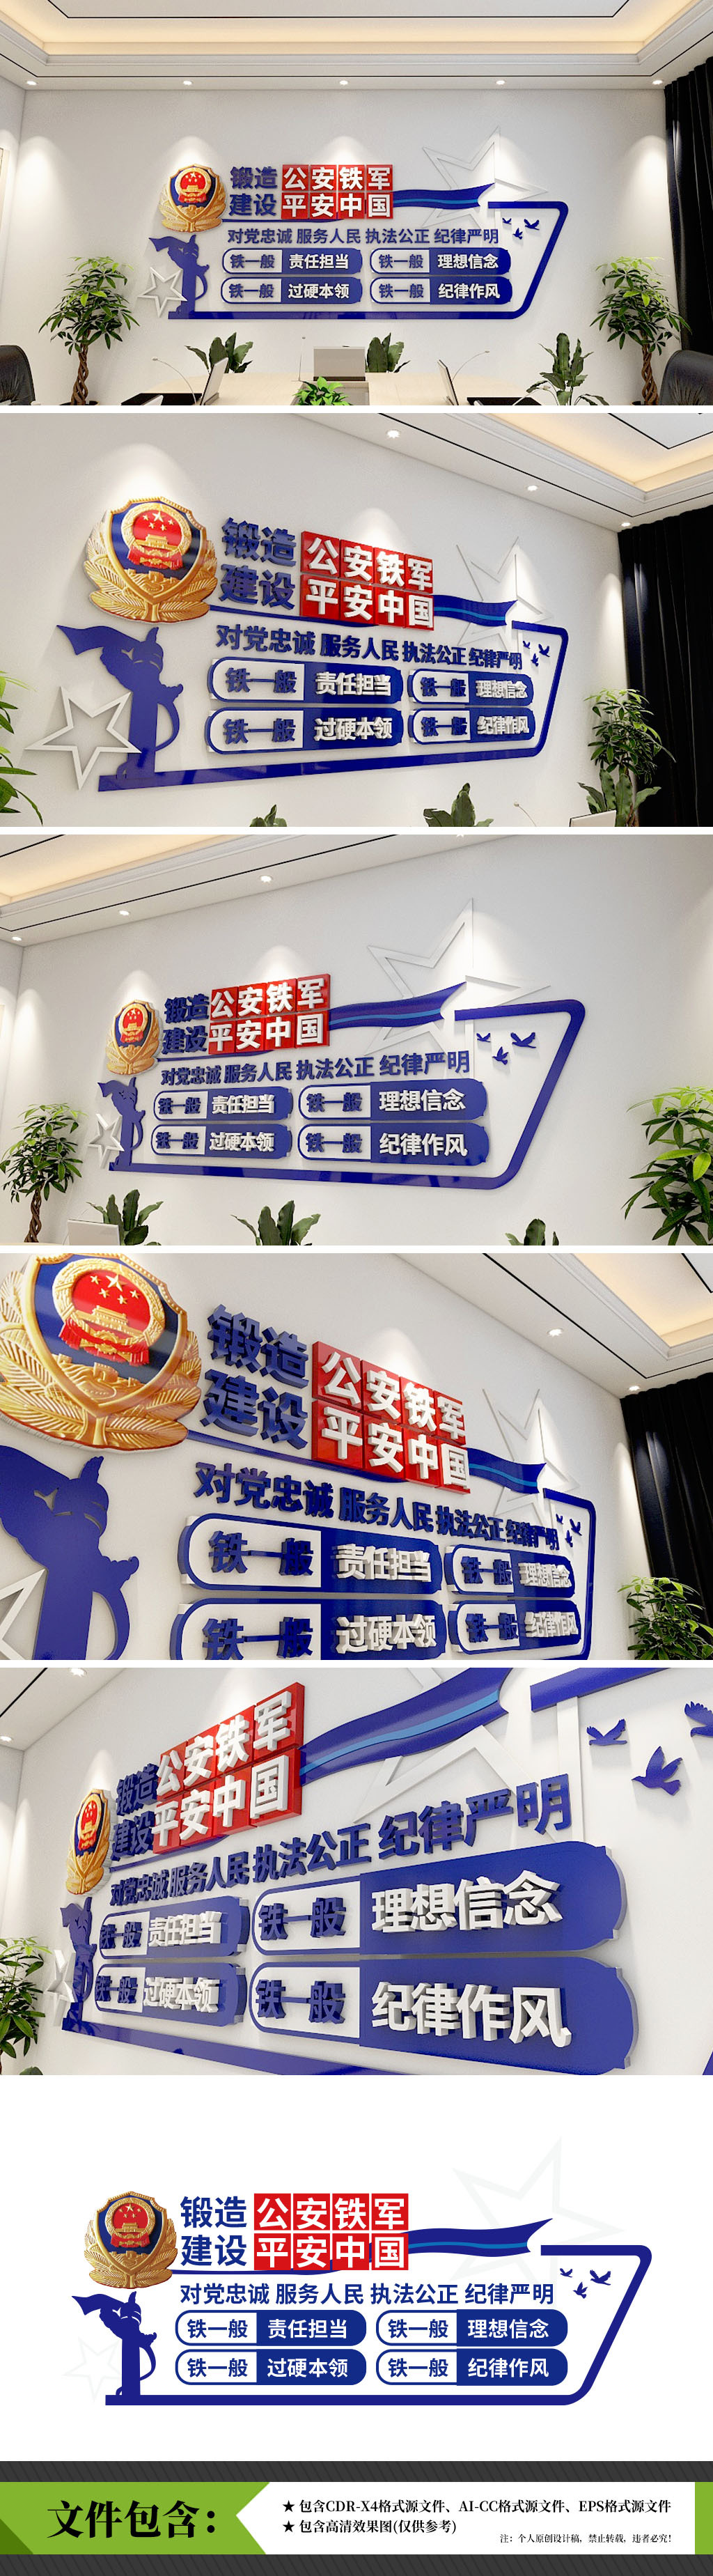 锻造 公安铁军
建设 平安中国
对党忠诚 服务人民 执法公正 纪律严明
铁一般 责任担当 铁一般 理想信念
铁一般 过硬本领 铁一般 纪律作风
锻造 公安铁军
建设 平安中国
对党忠诚 服务人民 执法公正 纪律严明
铁一般 责任担当 铁一般 理想信念
铁一般 过硬本领 铁一般 纪律作风
锻造 公安铁军
建设 平安中国
对党忠诚 服务人民 执法公正 纪律严明
铁一般 责任担当 铁一般 理想信念
铁一般 过硬本领 铁一般 纪律作风
锻造 公安铁军
建设 平安中国
对党忠诚 服务人民 执法公正 纪律严明
铁一般 责任担当 铁一般 理想信念
铁一般 过硬本领 铁一般 纪律作风
锻造 公安铁军
建设 平安中国
对党忠诚 服务人民 执法公正 纪律严明
铁一般 责任担当 铁一般 理想信念
铁一般 过硬本领 铁一般 纪律作风
锻造 公安铁军
建设 平安中国
对党忠诚 服务人民 执法公正 纪律严明
铁一般 责任担当 铁一般 理想信念
铁一般 过硬本领 铁一般 纪律作风
文件包含：
★ 包含CDR-X4格式源文件、AI-CC格式源文件、EPS格式源文件
★ 包含高清效果图(仅供参考)
注：个人原创设计稿，禁止转载，违者必究！